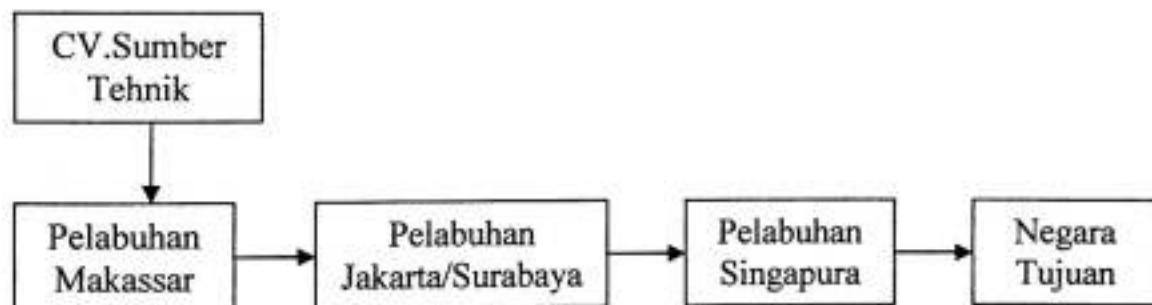 CV.Sumber
Tehnik
Pelabuhan
Makassar
Pelabuhan
Jakarta/Surabaya
Pelabuhan
Singapura
Negara
Tujuan